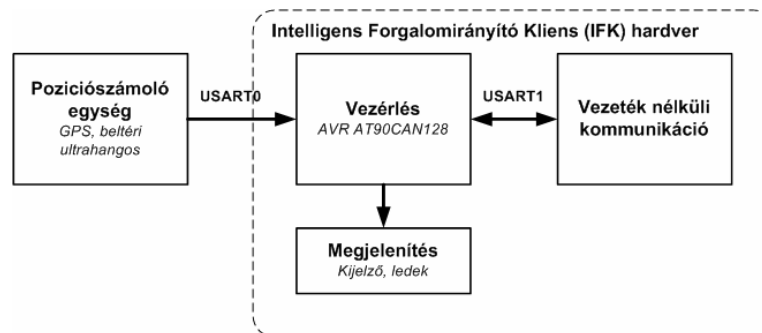 Intelligens Forgalomirányító Kliens (IFK) hardver
Poziciószámoló
egység
GPS, beltéri
ultrahangos
USART0
Vezérlés
AVR AT90CAN128
USART1
Vezeték nélküli
kommunikáció
Megjelenítés
Kijelző, ledek